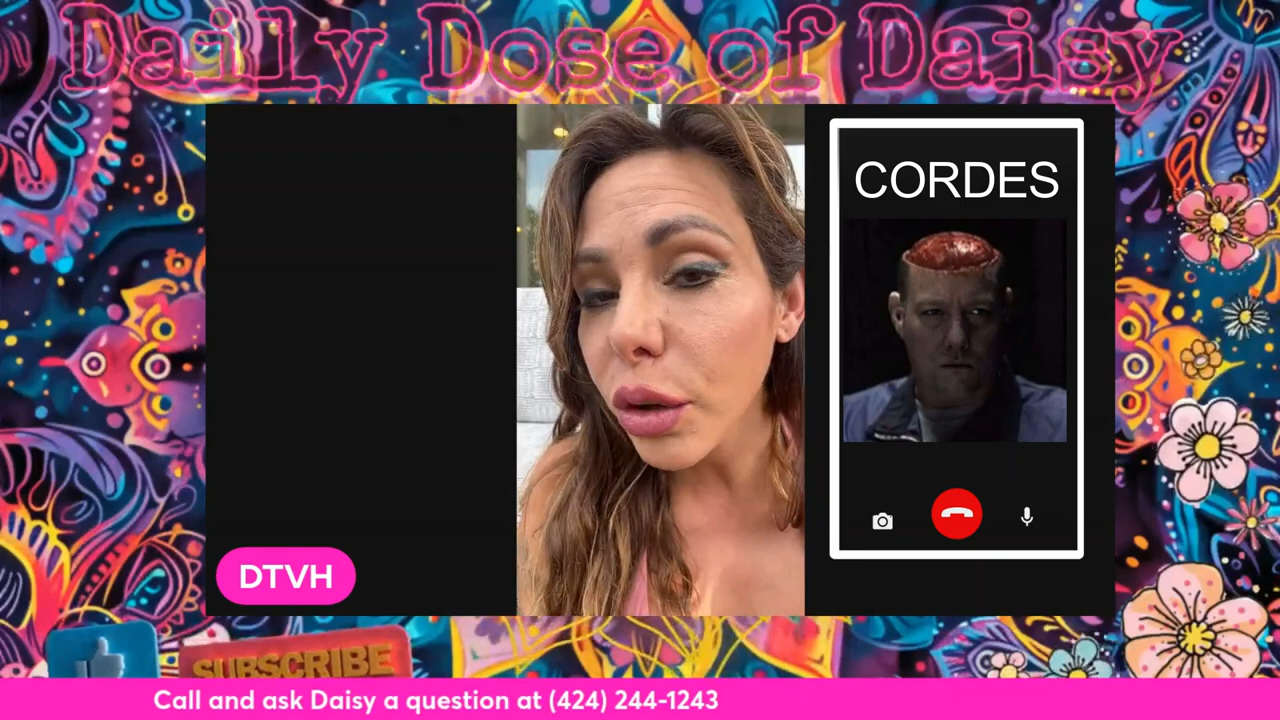 Daily Dose of Daisy
CORDES
DTVH
SUBSCRIBE
Call and ask Daisy a question at (424) 244-1243